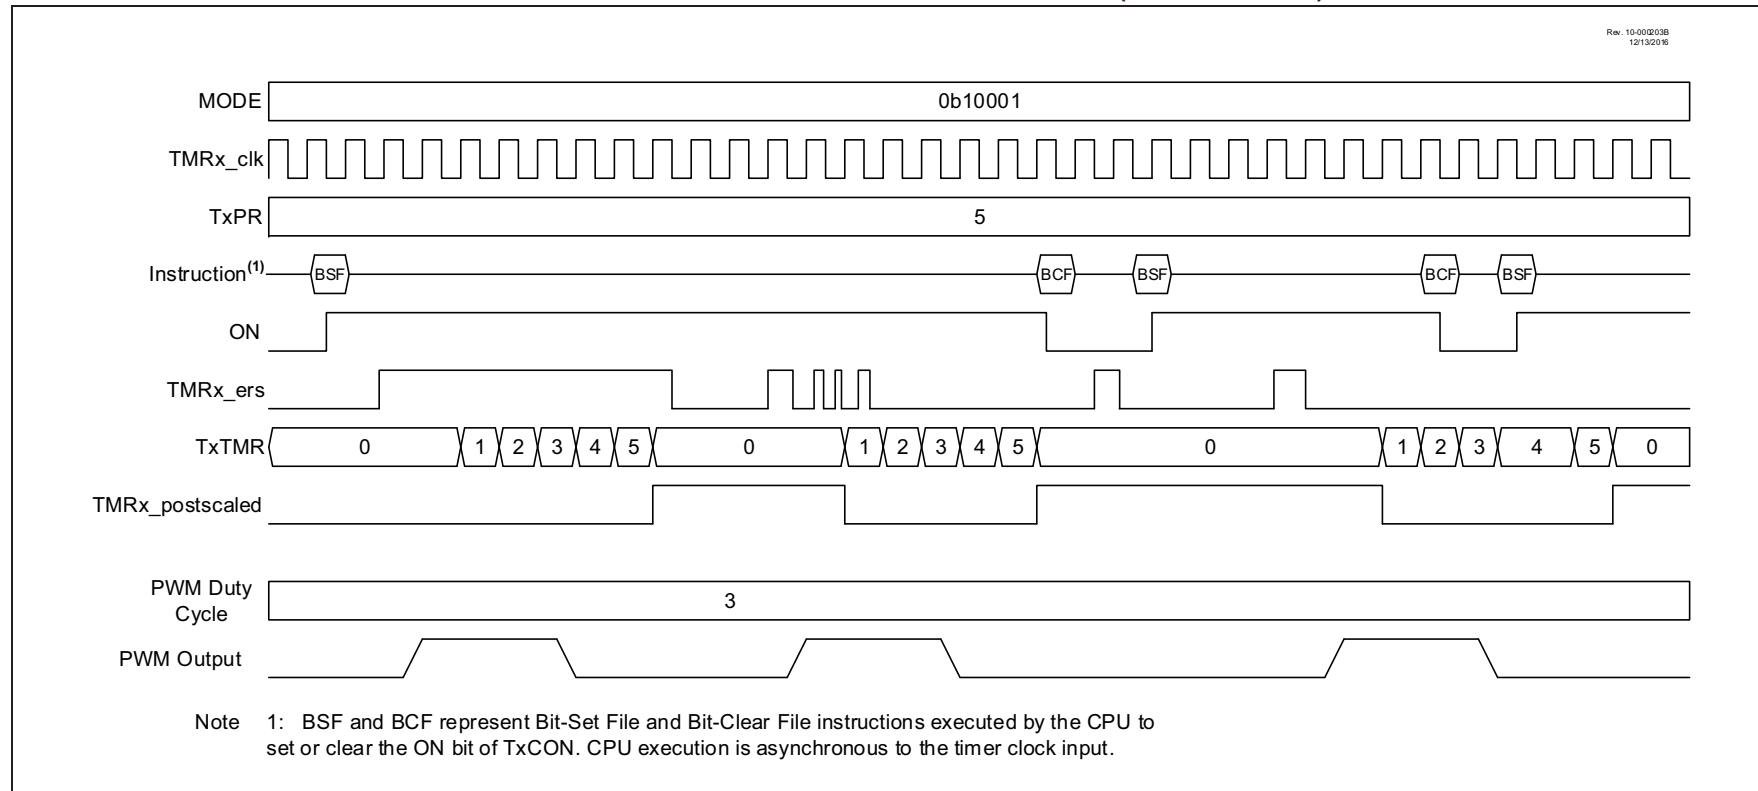 Rev. 10-000203B
12/13/2016
MODE 0b10001
TMRx_clk
TxPR 5
Instruction(1) BSF BCF BSF BCF BSF
ON
TMRx_ers
TxTMR 0 1 2 3 4 5 0 1 2 3 4 5 0 1 2 3 4 5 0
TMRx_postscaled
PWM Duty
Cycle 3
PWM Output
Note 1: BSF and BCF represent Bit-Set File and Bit-Clear File instructions executed by the CPU to
set or clear the ON bit of TxCON. CPU execution is asynchronous to the timer clock input.